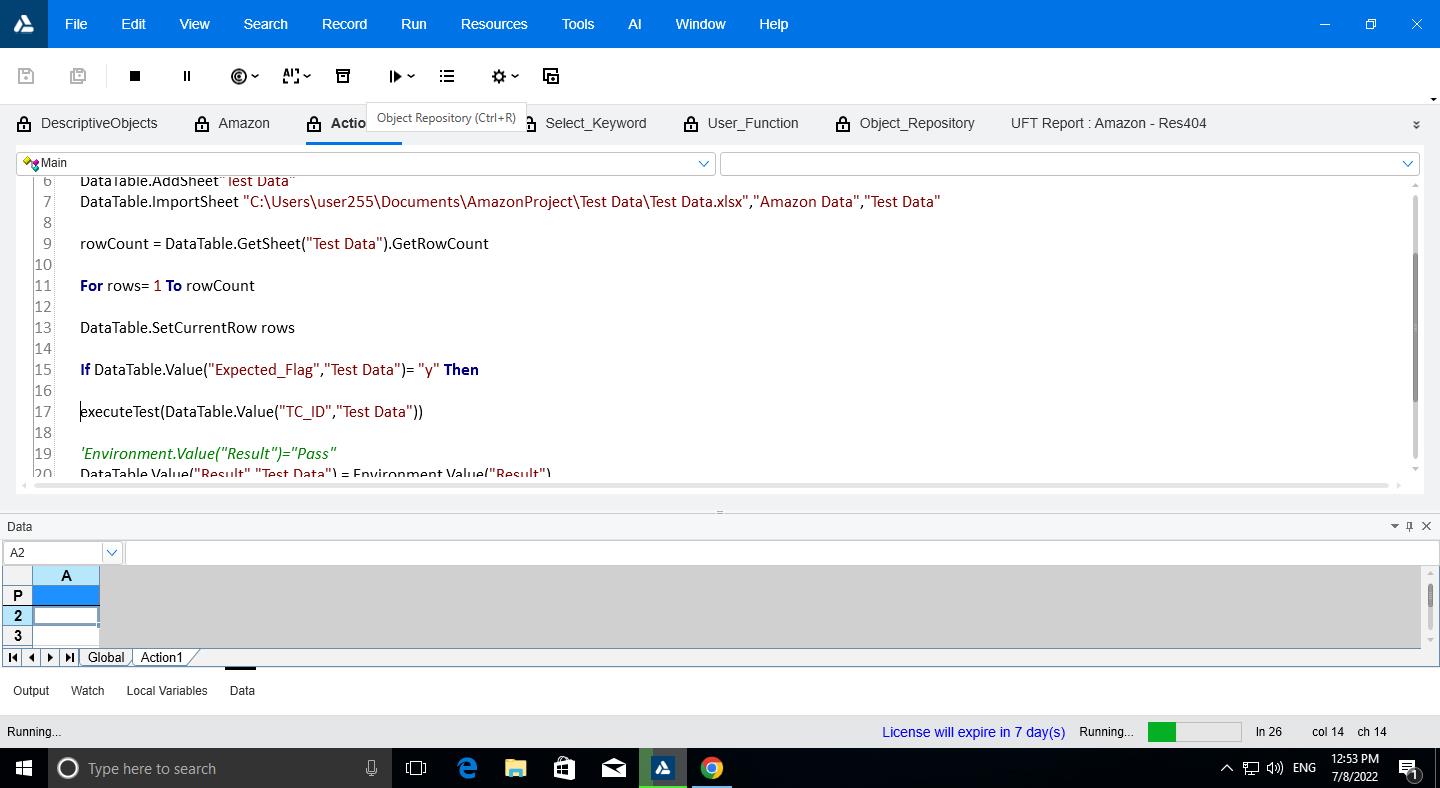 File Edit View Search Record Run Resources Tools AI Window Help
AI
Object Repository (Ctrl+R)
DescriptiveObjects Amazon Actio Select_Keyword User_Function Object_Repository UFT Report : Amazon - Res404
Main
6 DataTable.AddSheet"Test Data"
7 DataTable.ImportSheet "C:\Users\user255\Documents\AmazonProject\Test Data\Test Data.xlsx","Amazon Data","Test Data"
8
9 rowCount = DataTable.GetSheet("Test Data").GetRowCount
10
11 For rows= 1 To rowCount
12
13 DataTable.SetCurrentRow rows
14
15 If DataTable.Value("Expected_Flag","Test Data")= "y" Then
16
17 executeTest(DataTable.Value("TC_ID","Test Data"))
18
19 'Environment.Value("Result")="Pass"
20 DataTable.Value("Result","Test Data") = Environment.Value("Result")
Data
A2
A
P
2
3
Global Action1
Output Watch Local Variables Data
Running... License will expire in 7 day(s) Running... ln 26 col 14 ch 14
Type here to search ENG 12:53 PM
7/8/2022
1